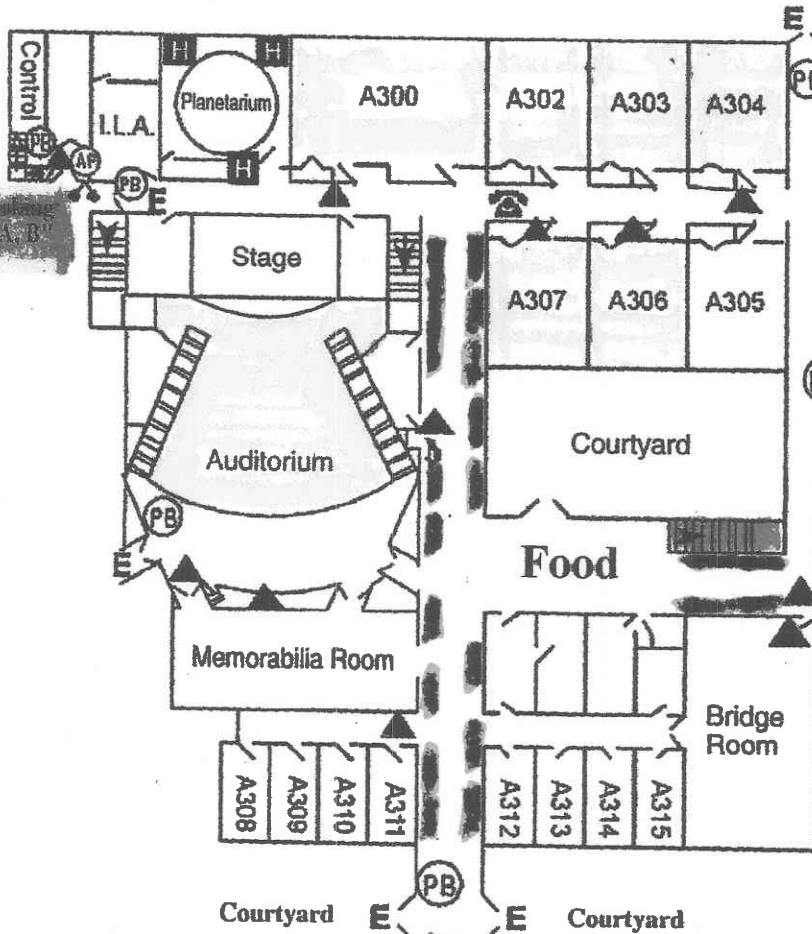 E
Control
I.L.A.
H
H
Planetarium
A300
A302
A303
A304
PB
AP
PB
H
E
A, B"
Stage
A307
A306
A305
Auditorium
Courtyard
PB
E
Food
Memorabilia Room
Bridge
Room
A308
A309
A310
A311
A312
A313
A314
A315
PB
Courtyard
E
E
Courtyard